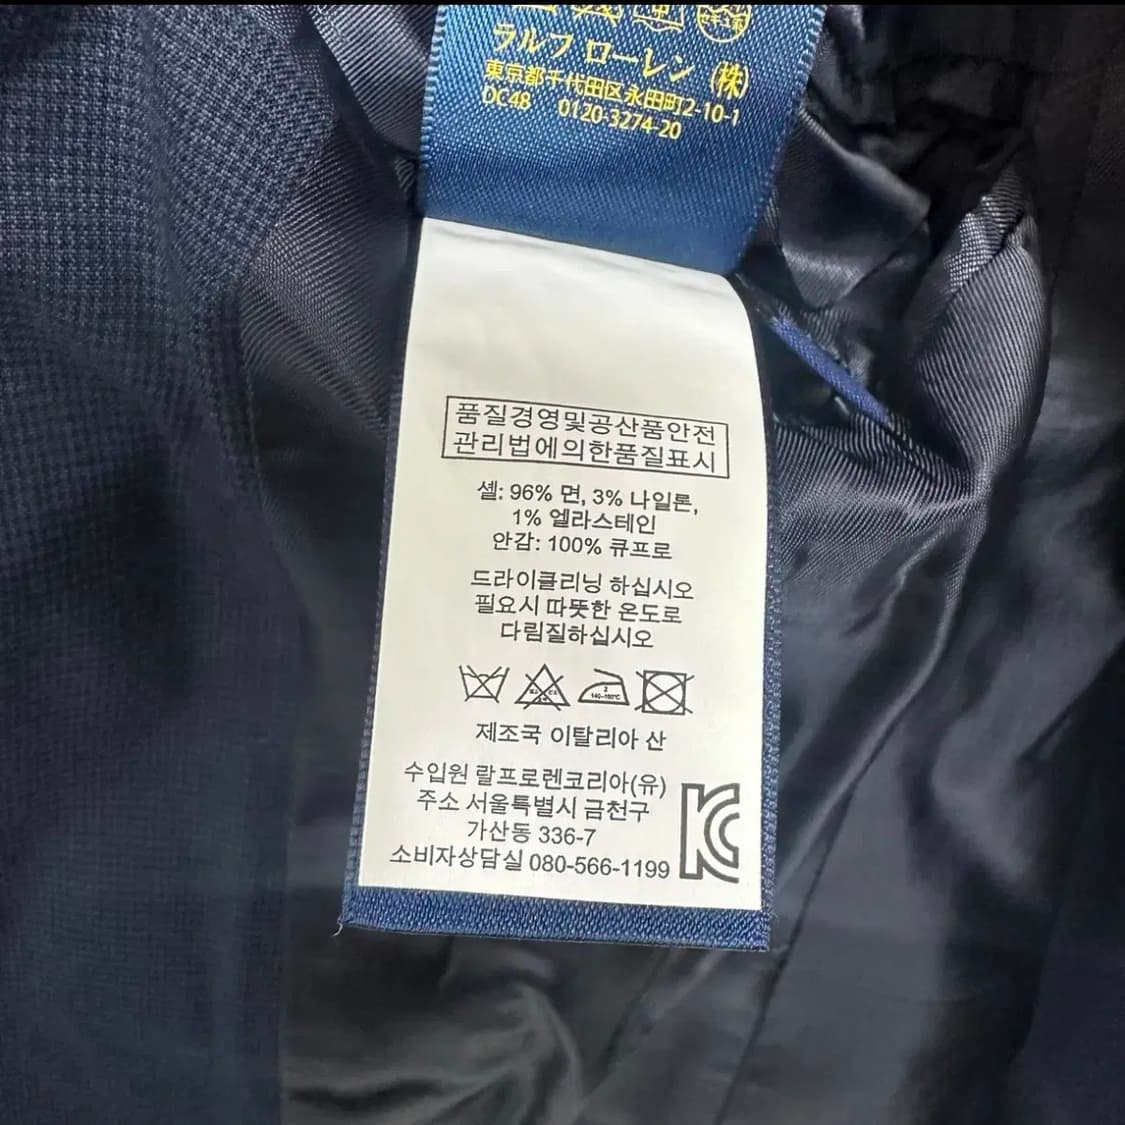 セキユ系
ラルフ ローレン (株)
東京都千代田区永田町2-10-1
DC48 0120-3274-20
품질경영및공산품안전
관리법에의한품질표시
셸: 96% 면, 3% 나일론,
1% 엘라스테인
안감: 100% 큐프로
드라이클리닝 하십시오
필요시 따뜻한 온도로
다림질하십시오
2
140~160℃
제조국 이탈리아 산
수입원 랄프로렌코리아(유)
주소 서울특별시 금천구
가산동 336-7
소비자상담실 080-566-1199